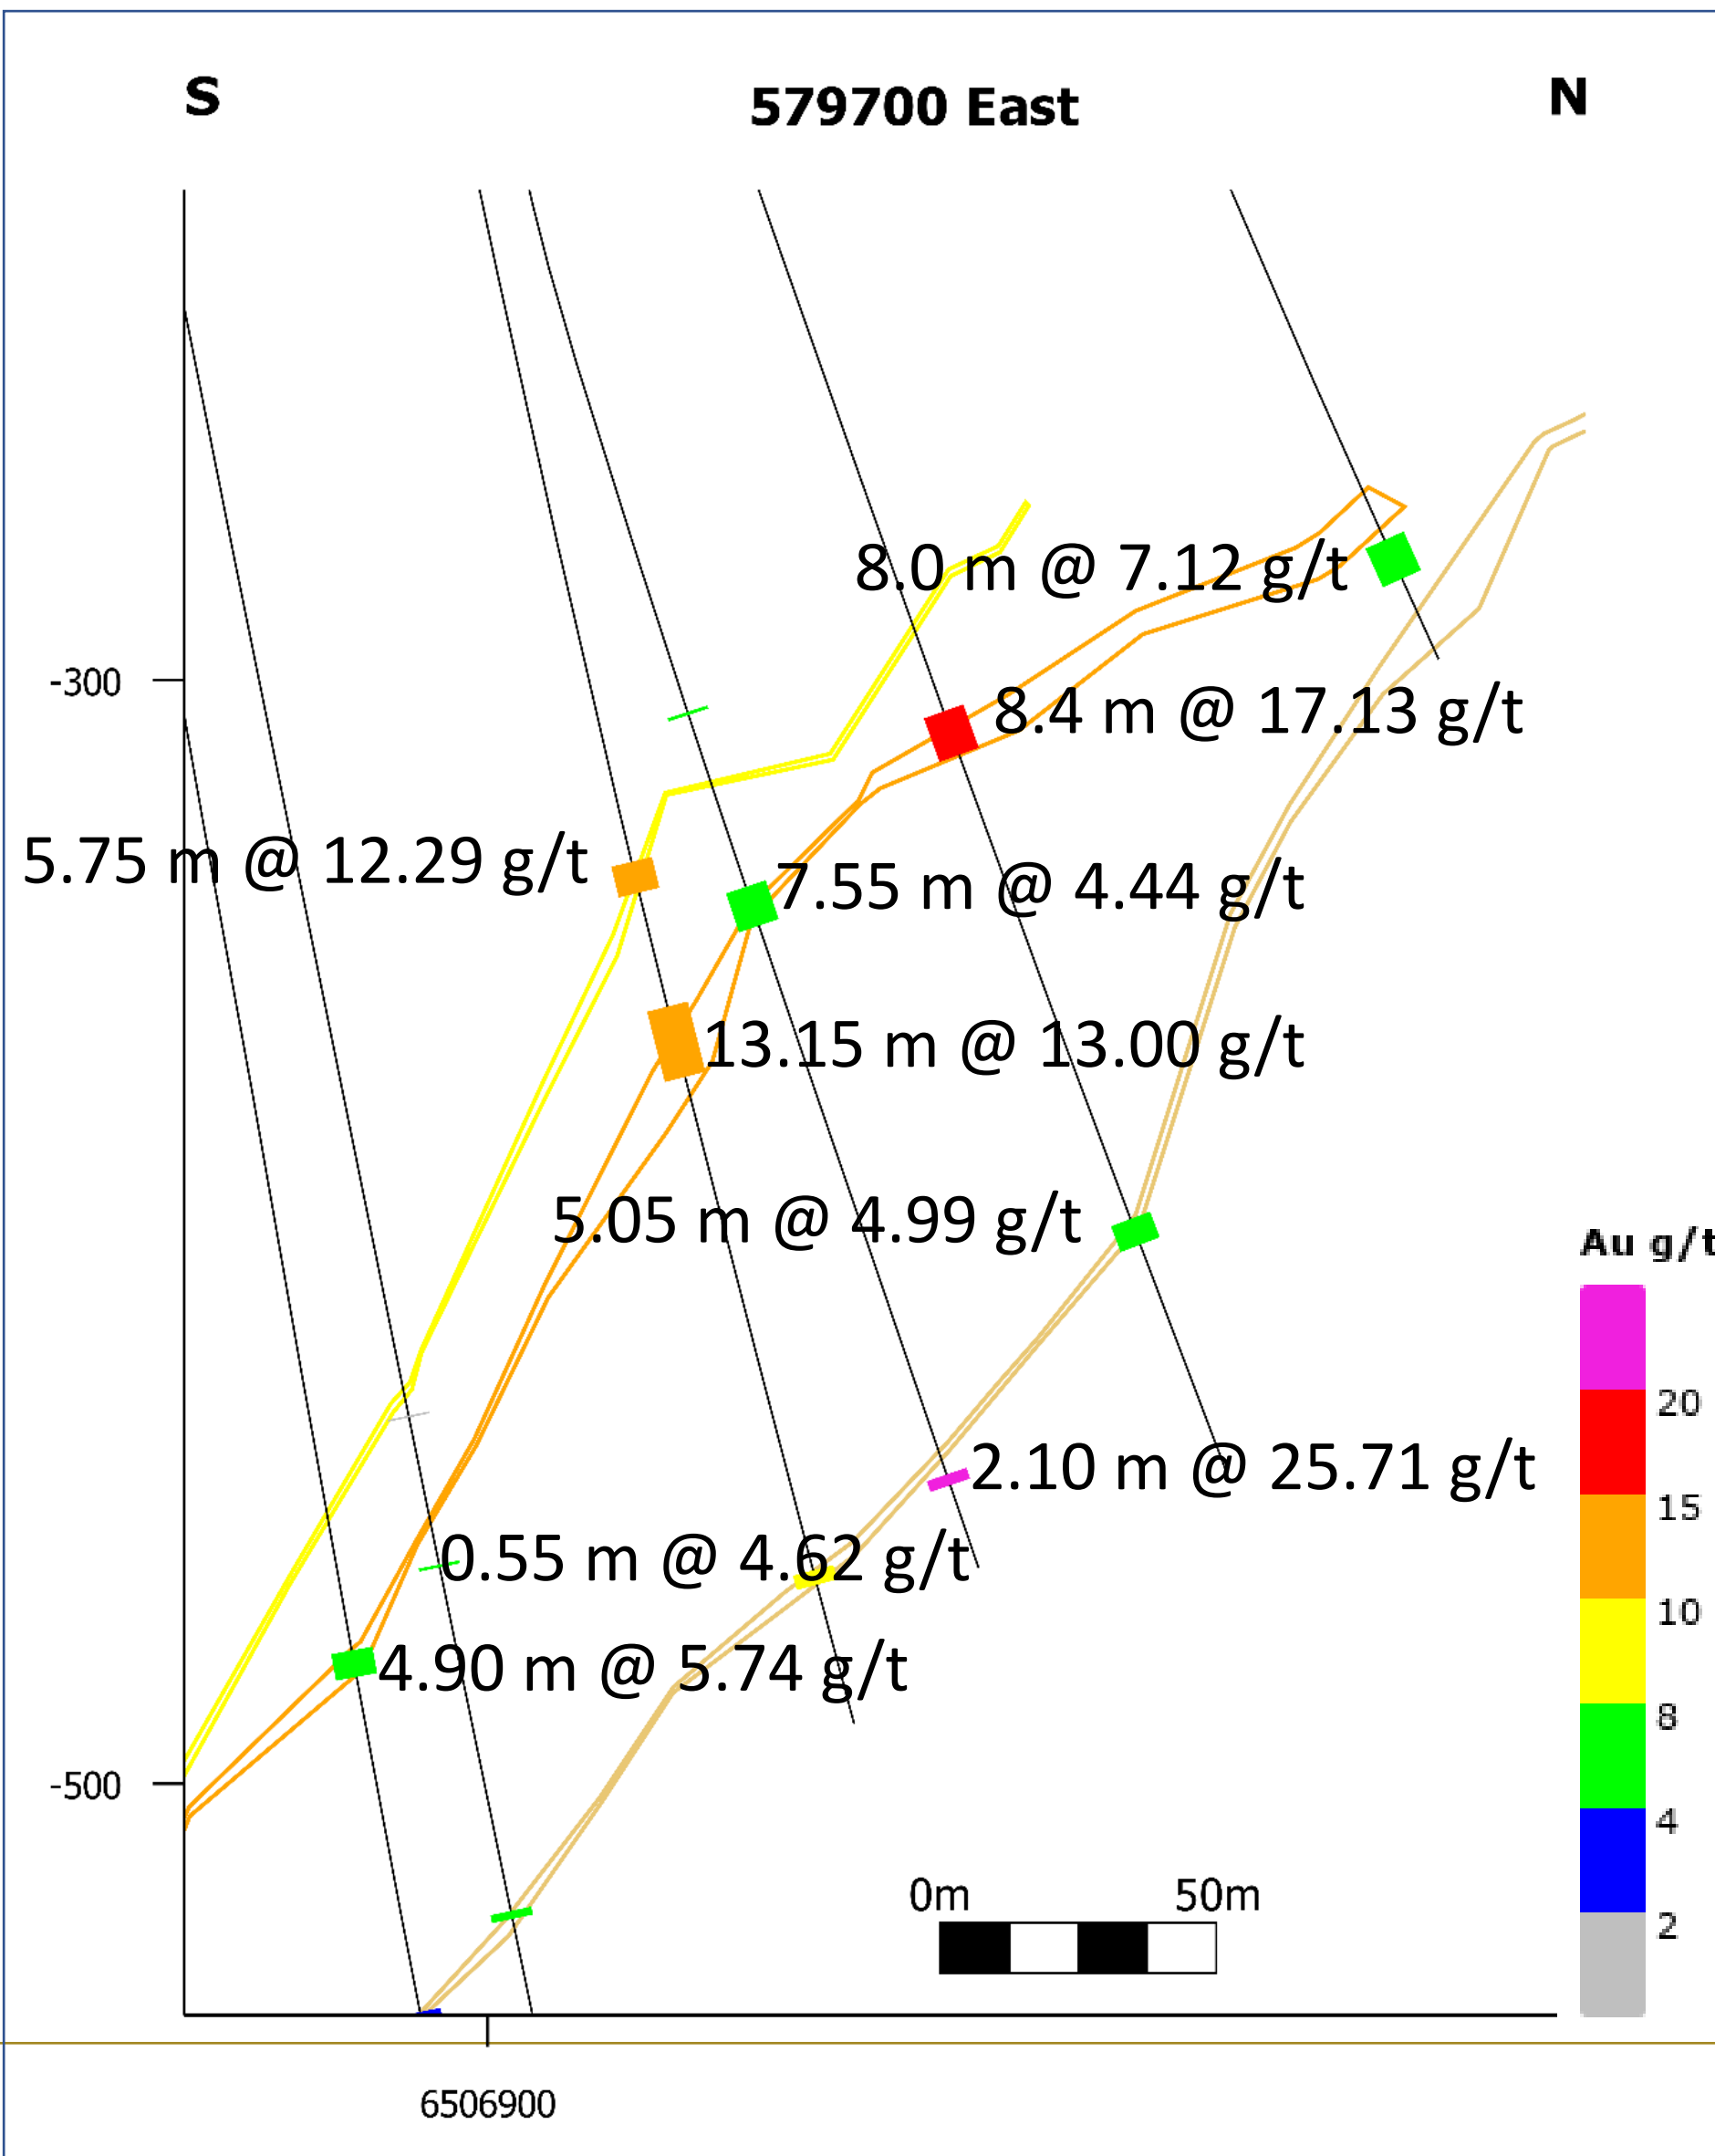 S
579700 East
N
8.0 m @ 7.12 g/t
-300
8.4 m @ 17.13 g/t
5.75 m @ 12.29 g/t
7.55 m @ 4.44 g/t
13.15 m @ 13.00 g/t
5.05 m @ 4.99 g/t
Au g/t
20
2.10 m @ 25.71 g/t
15
0.55 m @ 4.62 g/t
10
4.90 m @ 5.74 g/t
8
-500
4
0m 50m
2
6506900